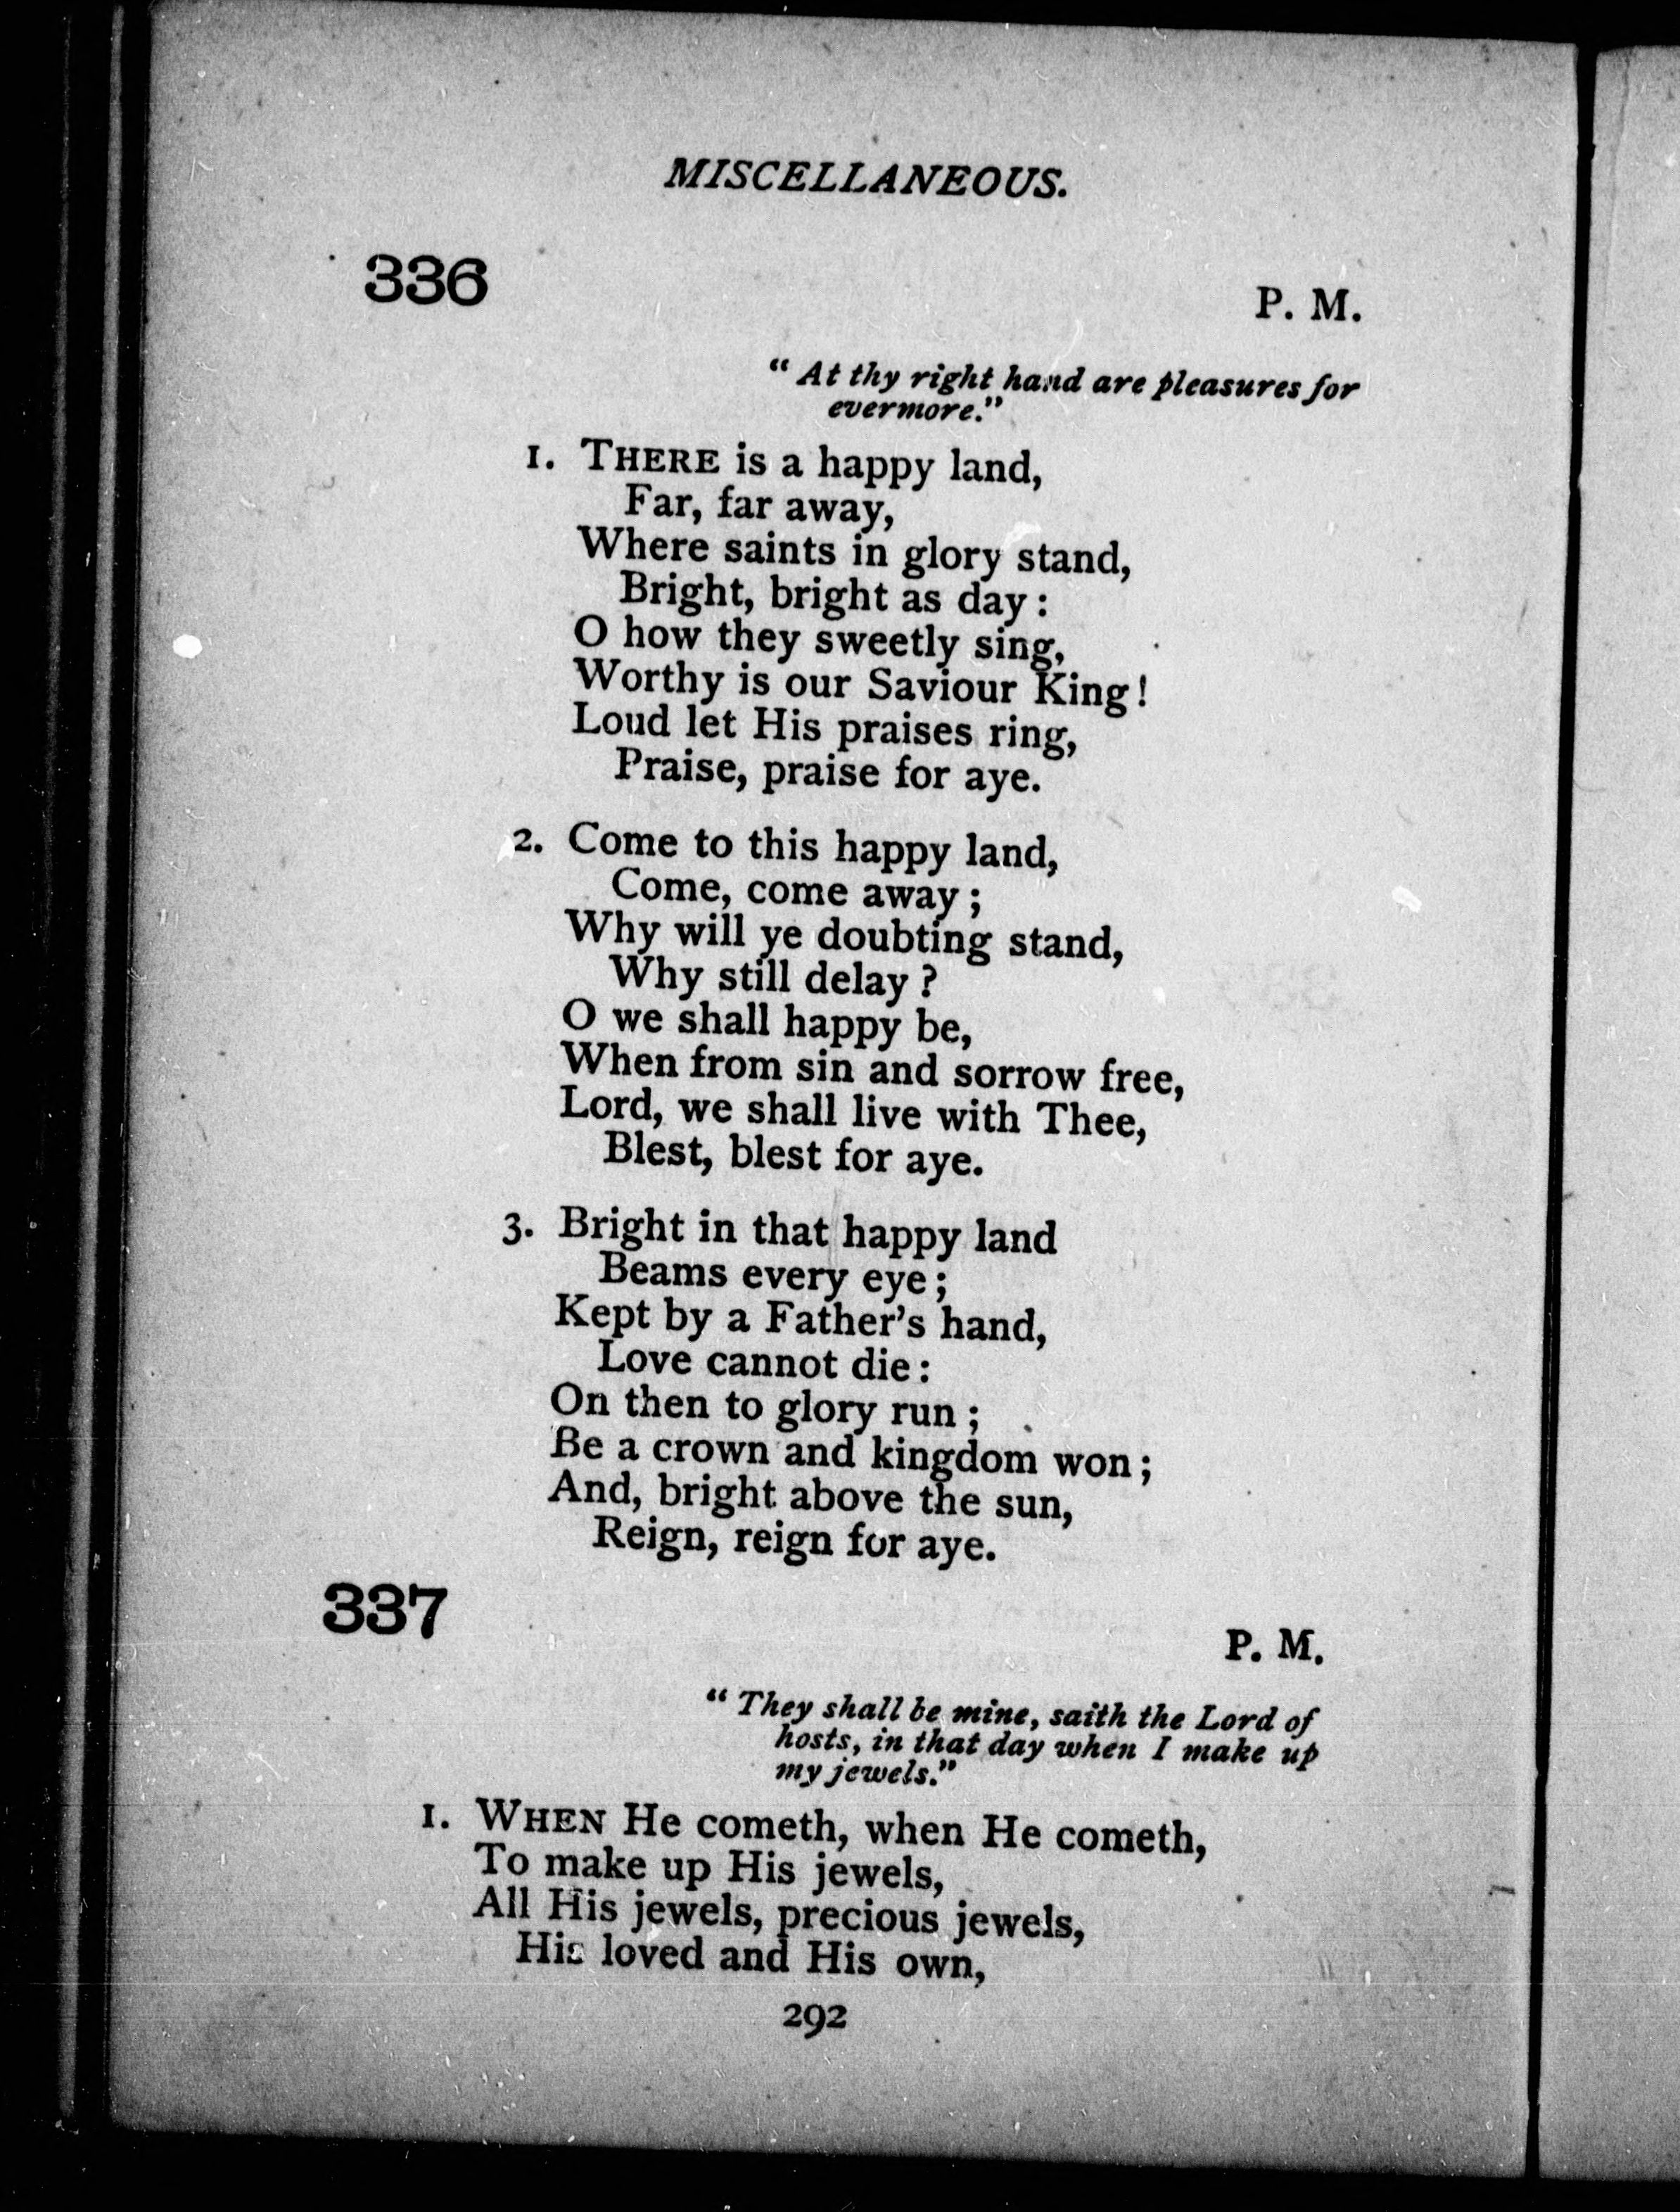 MISCELLANEOUS.
336
P. M.
“ At thy right hand are pleasures for
evermore.”
1. THERE is a happy land,
Far, far away,
Where saints in glory stand,
Bright, bright as day :
O how they sweetly sing,
Worthy is our Saviour King !
Loud let His praises ring,
Praise, praise for aye.
2. Come to this happy land,
Come, come away ;
Why will ye doubting stand,
Why still delay ?
O we shall happy be,
When from sin and sorrow free,
Lord, we shall live with Thee,
Blest, blest for aye.
3. Bright in that happy land
Beams every eye ;
Kept by a Father’s hand,
Love cannot die :
On then to glory run ;
Be a crown and kingdom won ;
And, bright above the sun,
Reign, reign for aye.
337
P. M.
“ They shall be mine, saith the Lord of
hosts, in that day when I make up
my jewels.”
1. WHEN He cometh, when He cometh,
To make up His jewels,
All His jewels, precious jewels,
His loved and His own,
292